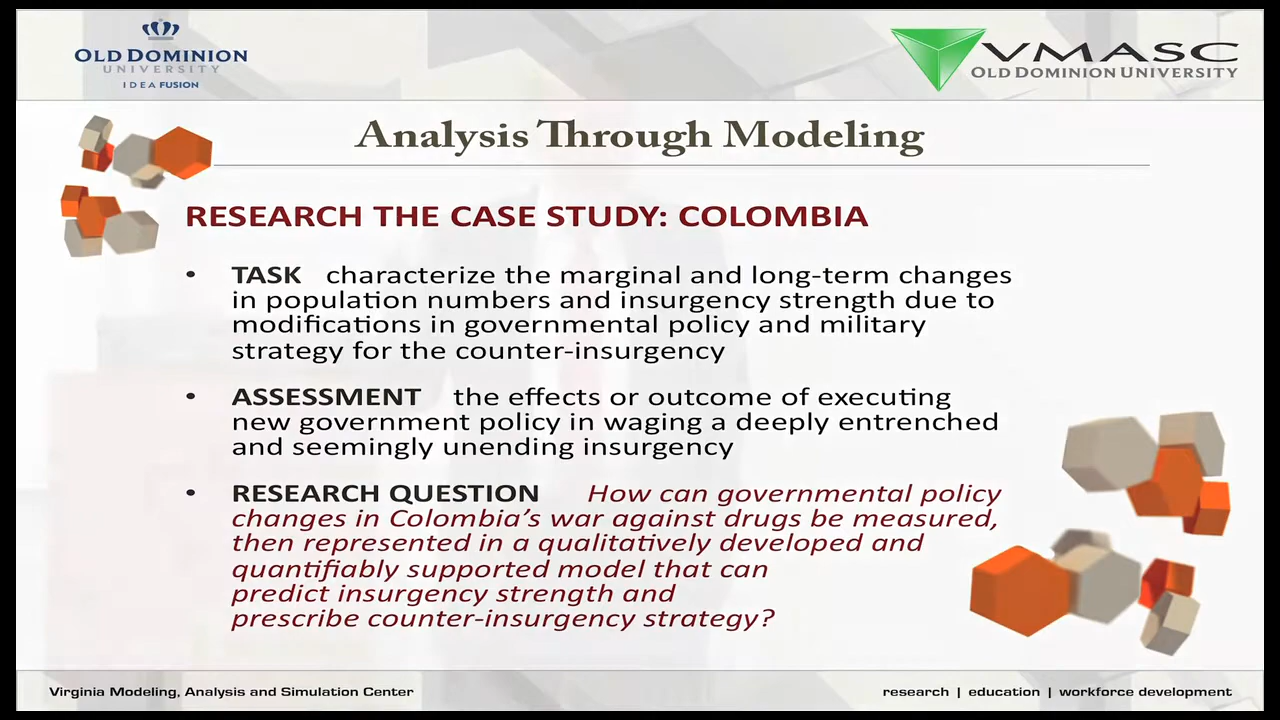 OLD DOMINION
UNIVERSITY
IDEA FUSION
VMASC
OLD DOMINION UNIVERSITY
Analysis Through Modeling
RESEARCH THE CASE STUDY: COLOMBIA
• TASK characterize the marginal and long-term changes
in population numbers and insurgency strength due to
modifications in governmental policy and military
strategy for the counter-insurgency
• ASSESSMENT the effects or outcome of executing
new government policy in waging a deeply entrenched
and seemingly unending insurgency
• RESEARCH QUESTION How can governmental policy
changes in Colombia's war against drugs be measured,
then represented in a qualitatively developed and
quantifiably supported model that can
predict insurgency strength and
prescribe counter-insurgency strategy?
Virginia Modeling, Analysis and Simulation Center
research | education | workforce development